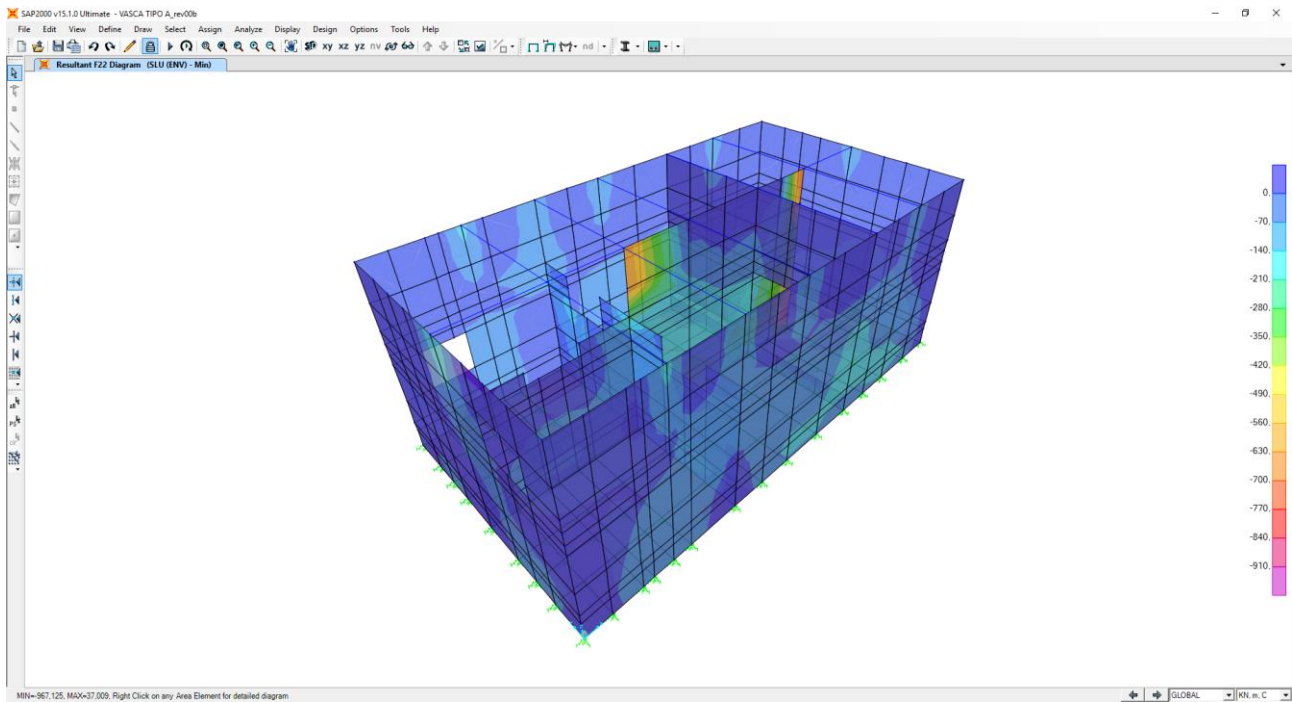 SAP2000 v15.1.0 Ultimate - VASCA TIPO A_rev00b
File Edit View Define Draw Select Assign Analyze Display Design Options Tools Help
xy xz yz nv nd
Resultant F22 Diagram (SLU (ENV) - Min)
0,
-70,
-140,
-210,
-280,
-350,
-420,
-490,
-560,
-630,
-700,
-770,
-840,
-910,
MIN=-967,125, MAX=37,009, Right Click on any Area Element for detailed diagram
GLOBAL
KN, m, C